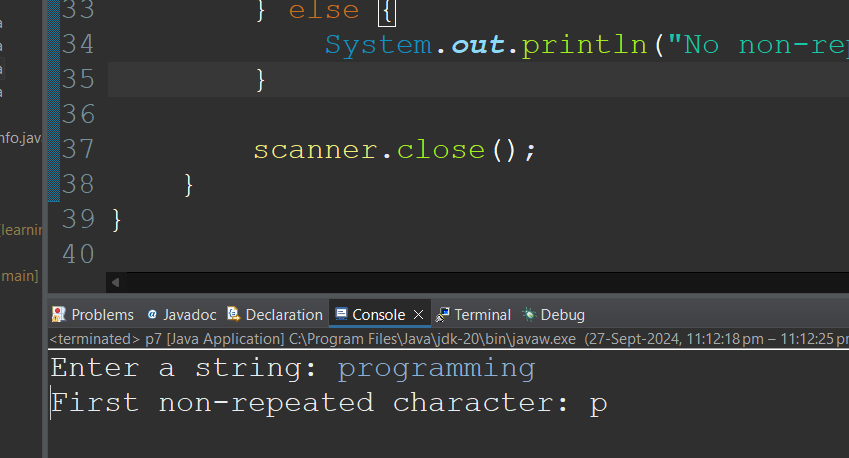 33 } else {
34 System.out.println("No non-rep
35 }
36
37 scanner.close();
38 }
39 }
40
a
a
a
a
nfo.jav
[learnin
main]
Problems @ Javadoc Declaration Console Terminal Debug
<terminated> p7 [Java Application] C:\Program Files\Java\jdk-20\bin\javaw.exe (27-Sept-2024, 11:12:18 pm – 11:12:25 pm
Enter a string: programming
First non-repeated character: p